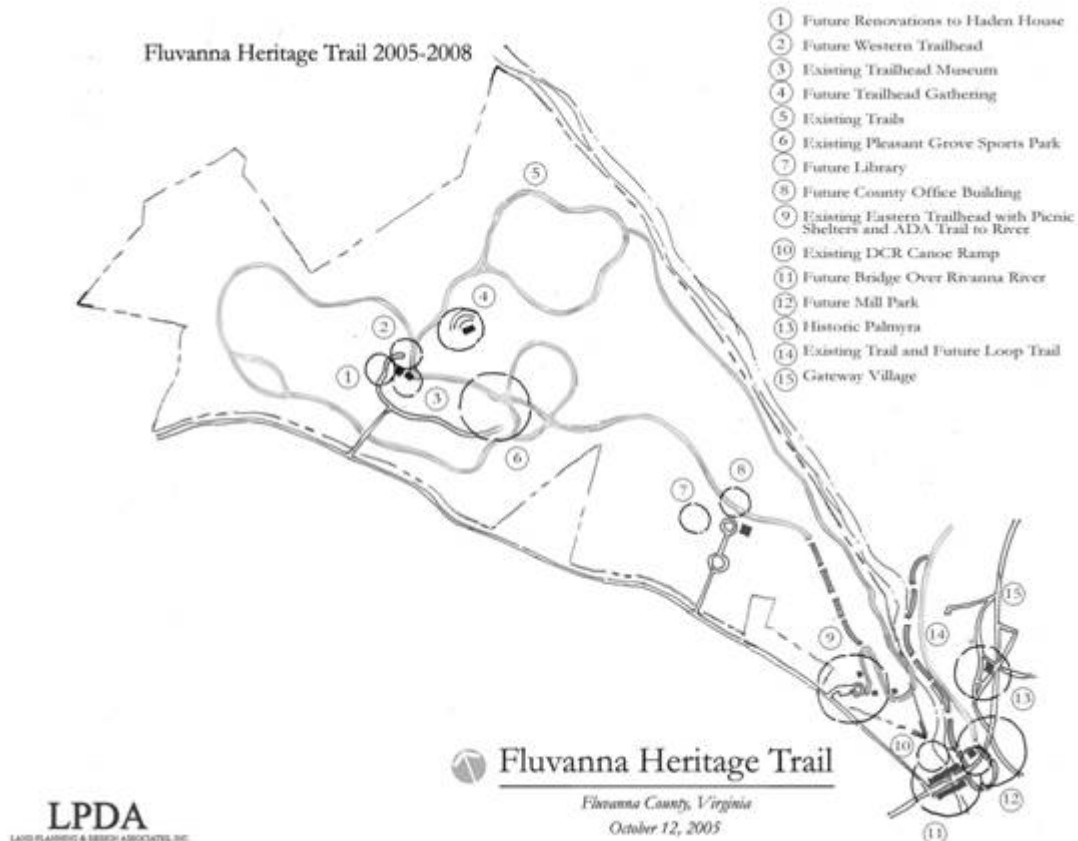 Fluvanna Heritage Trail 2005-2008
1 Future Renovations to Haden House
2 Future Western Trailhead
3 Existing Trailhead Museum
4 Future Trailhead Gathering
5 Existing Trails
6 Existing Pleasant Grove Sports Park
7 Future Library
8 Future County Office Building
9 Existing Eastern Trailhead with Picnic
Shelters and ADA Trail to River
10 Existing DCR Canoe Ramp
11 Future Bridge Over Rivanna River
12 Future Mill Park
13 Historic Palmyra
14 Existing Trail and Future Loop Trail
15 Gateway Village
5
4
2
1
3
6
8
7
15
9
14
13
10
12
11
Fluvanna Heritage Trail
Fluvanna County, Virginia
October 12, 2005
LPDA
LAND PLANNING & DESIGN ASSOCIATES, INC.